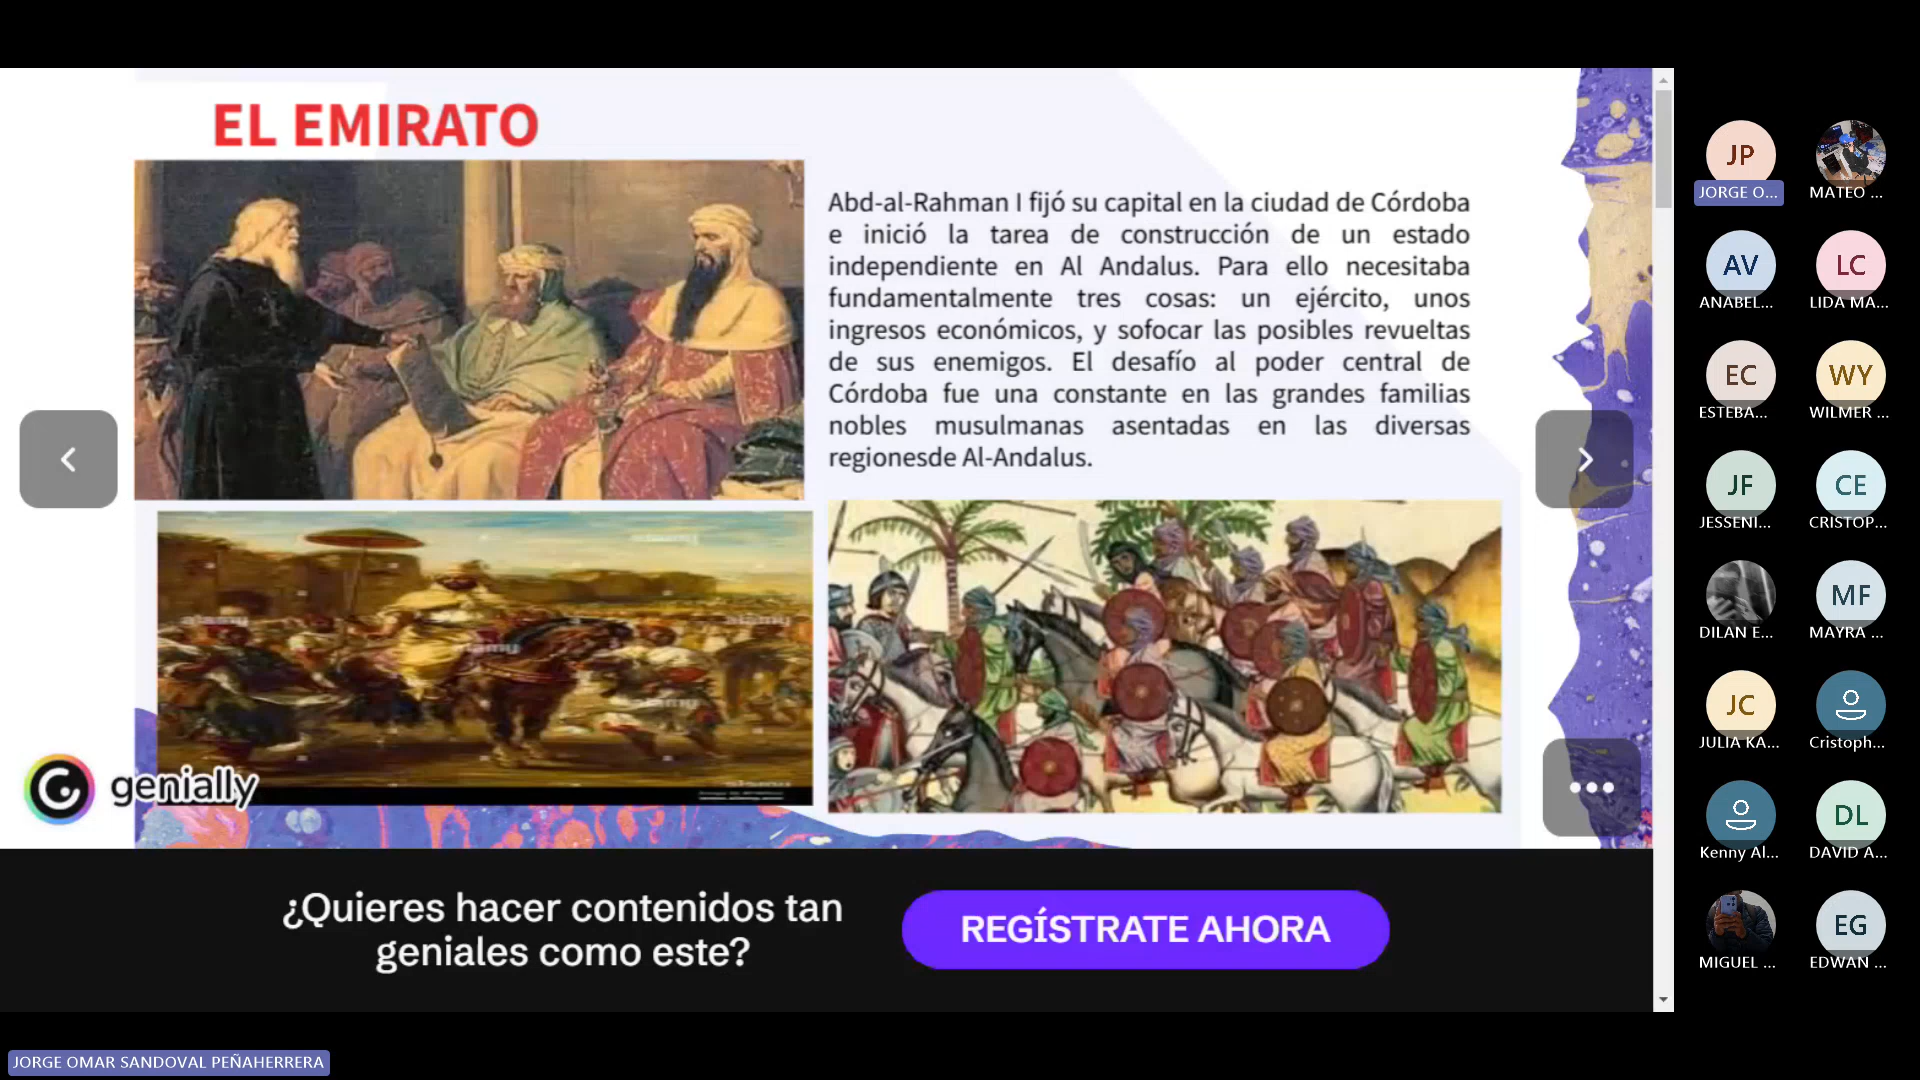 EL EMIRATO
Abd-al-Rahman I fijó su capital en la ciudad de Córdoba
e inició la tarea de construcción de un estado
independiente en Al Andalus. Para ello necesitaba
fundamentalmente tres cosas: un ejército, unos
ingresos económicos, y sofocar las posibles revueltas
de sus enemigos. El desafío al poder central de
Córdoba fue una constante en las grandes familias
nobles musulmanas asentadas en las diversas
regionesde Al-Andalus.
alamy
alamy
alamy
genially
¿Quieres hacer contenidos tan
geniales como este?
REGÍSTRATE AHORA
JP
JORGE O...
MATEO ...
AV
ANABEL...
LC
LIDA MA...
EC
ESTEBA...
WY
WILMER ...
JF
JESSENI...
CE
CRISTOP...
DILAN E...
MF
MAYRA ...
JC
JULIA KA...
Cristoph...
Kenny Al...
DL
DAVID A...
MIGUEL ...
EG
EDWAN ...
JORGE OMAR SANDOVAL PEÑAHERRERA